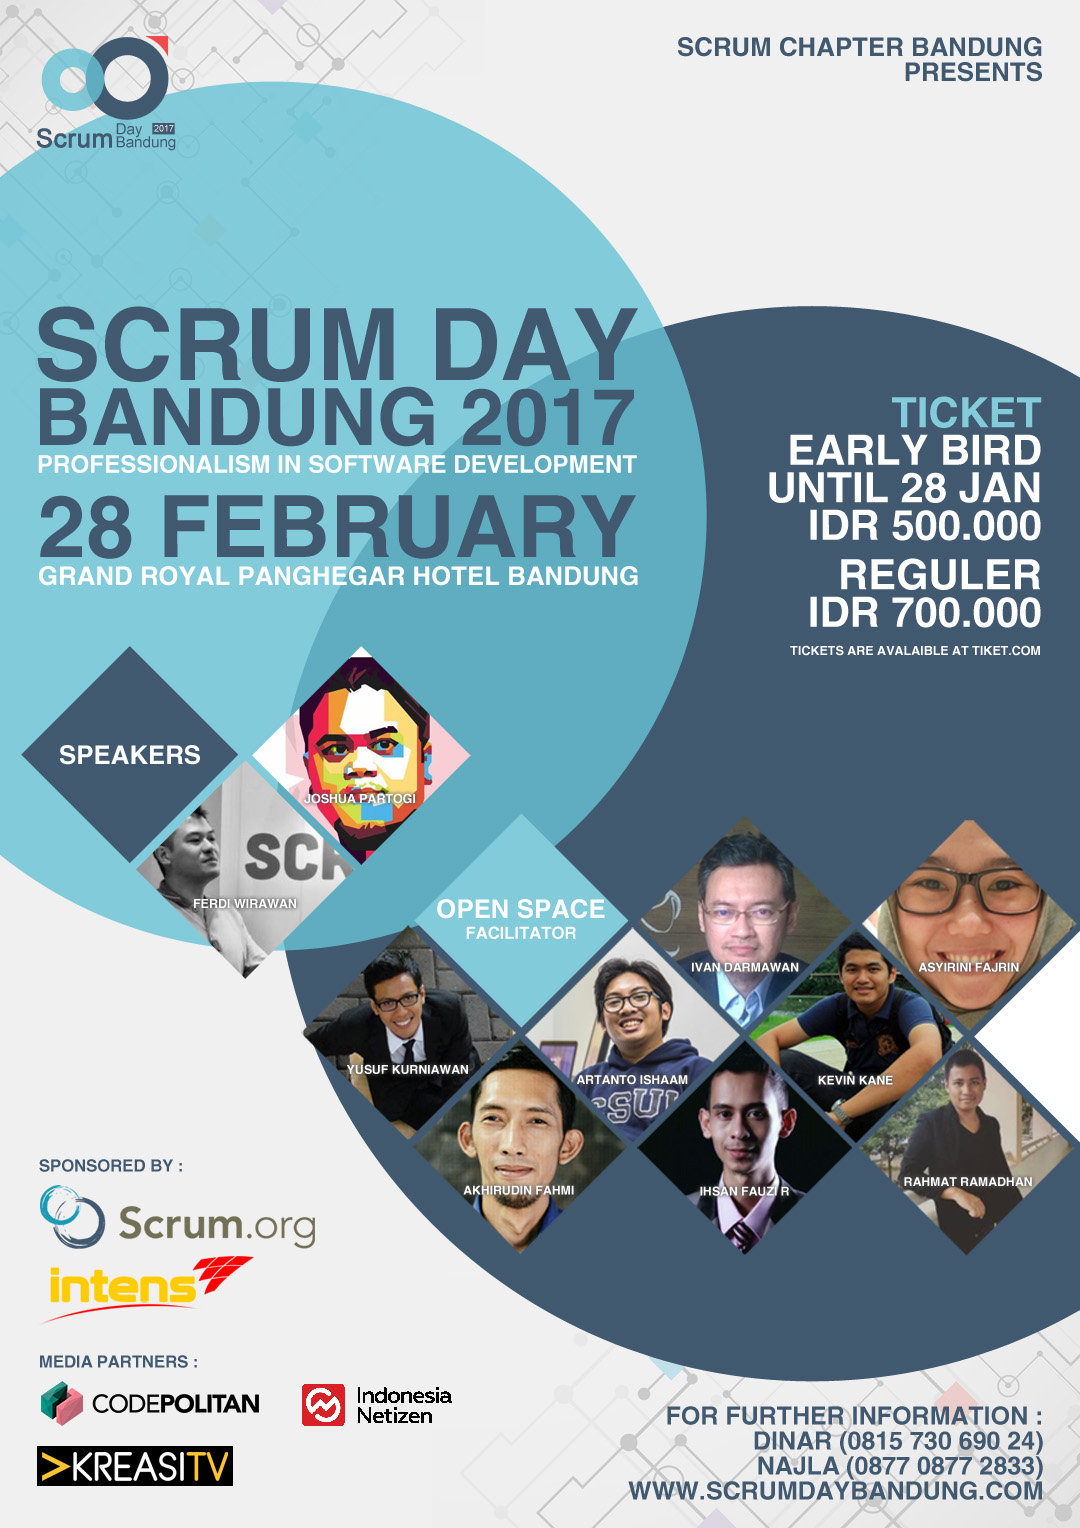 Scrum Day 2017
Bandung
SCRUM CHAPTER BANDUNG
PRESENTS
SCRUM DAY
BANDUNG 2017
PROFESSIONALISM IN SOFTWARE DEVELOPMENT
28 FEBRUARY
GRAND ROYAL PANGHEGAR HOTEL BANDUNG
TICKET
EARLY BIRD
UNTIL 28 JAN
IDR 500.000
REGULER
IDR 700.000
TICKETS ARE AVALAIBLE AT TIKET.COM
SPEAKERS
JOSHUA PARTOGI
SCR
FERDI WIRAWAN
OPEN SPACE
FACILITATOR
IVAN DARMAWAN
ASYIRINI FAJRIN
YUSUF KURNIAWAN
ARTANTO ISHAAM
CSUI
KEVIN KANE
AKHIRUDIN FAHMI
IHSAN FAUZI R
RAHMAT RAMADHAN
SPONSORED BY :
Scrum.org
intens
MEDIA PARTNERS :
CODEPOLITAN
Indonesia
Netizen
>KREASITV
FOR FURTHER INFORMATION :
DINAR (0815 730 690 24)
NAJLA (0877 0877 2833)
WWW.SCRUMDAYBANDUNG.COM